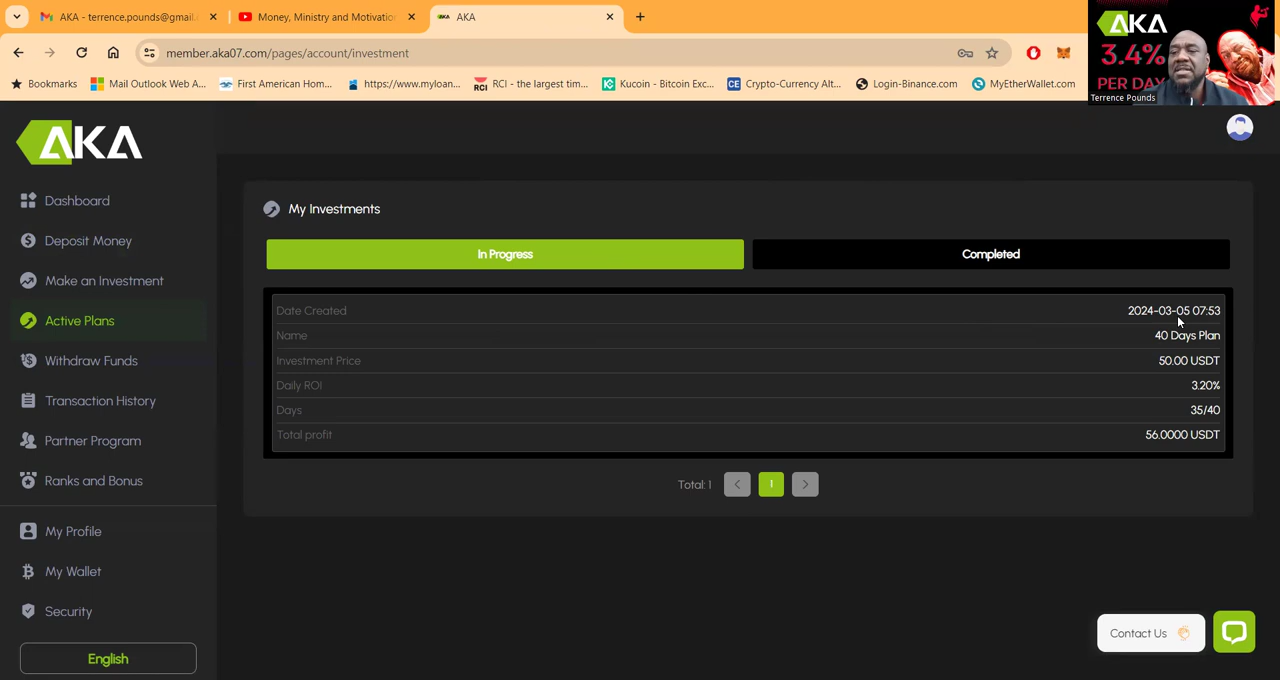 AKA - terrence.pounds@gmail.
Money, Ministry and Motivatio
AKA
member.aka07.com/pages/account/investment
Bookmarks
Mail Outlook Web A...
First American Hom...
https://www.myloan...
RCI - the largest tim...
Kucoin - Bitcoin Exc...
Crypto-Currency Alt...
Login-Binance.com
MyEtherWallet.com
AKA
3.4%
PER DAY
Terrence Pounds
AKA
Dashboard
Deposit Money
Make an Investment
Active Plans
Withdraw Funds
Transaction History
Partner Program
Ranks and Bonus
My Profile
My Wallet
Security
English
My Investments
In Progress
Completed
Date Created 2024-03-05 07:53
Name 40 Days Plan
Investment Price 50.00 USDT
Daily ROI 3.20%
Days 35/40
Total profit 56.0000 USDT
Total: 1
1
Contact Us